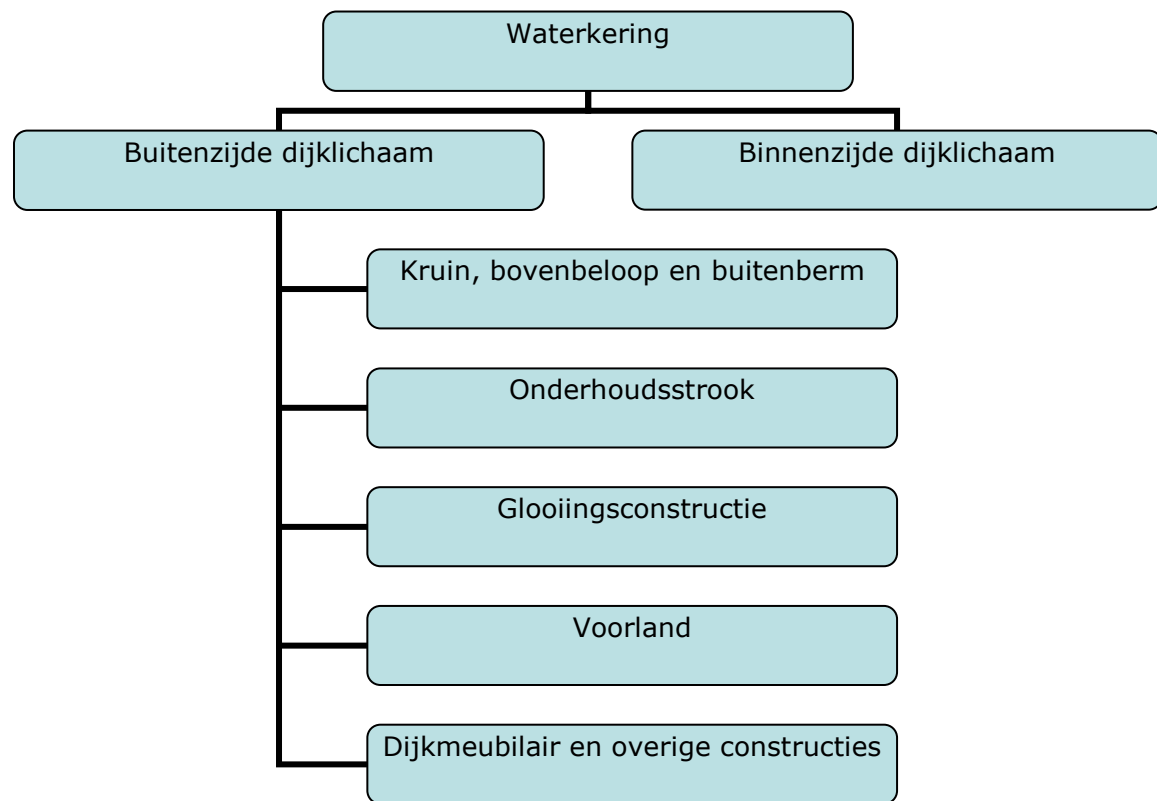 Waterkering
Buitenzijde dijklichaam
Binnenzijde dijklichaam
Kruin, bovenbeloop en buitenberm
Onderhoudsstrook
Glooiingsconstructie
Voorland
Dijkmeubilair en overige constructies